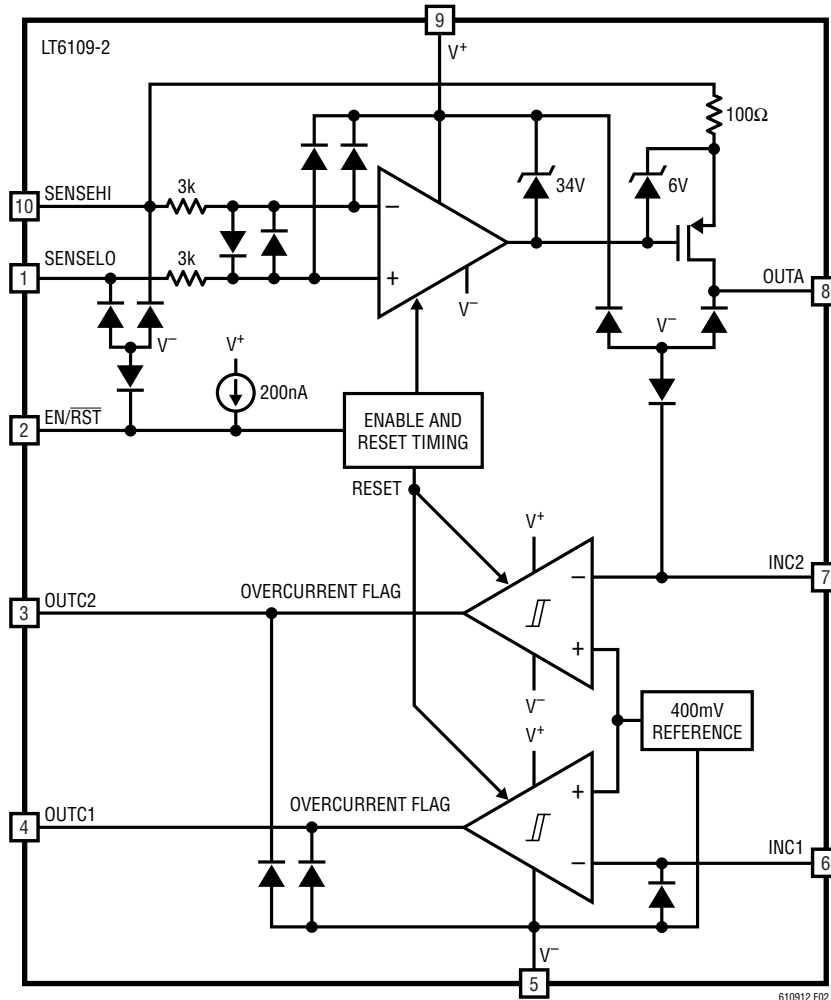 9
LT6109-2
V+
100Ω
34V
6V
3k
10
SENSEHI
−
SENSELO
3k
1
+
V−
OUTA
8
V−
V−
V+
200nA
2
EN/RST
ENABLE AND
RESET TIMING
RESET
V+
INC2
7
−
OVERCURRENT FLAG
3
OUTC2
+
V−
400mV
REFERENCE
V+
+
OVERCURRENT FLAG
4
OUTC1
INC1
6
−
V−
5
610912 F02